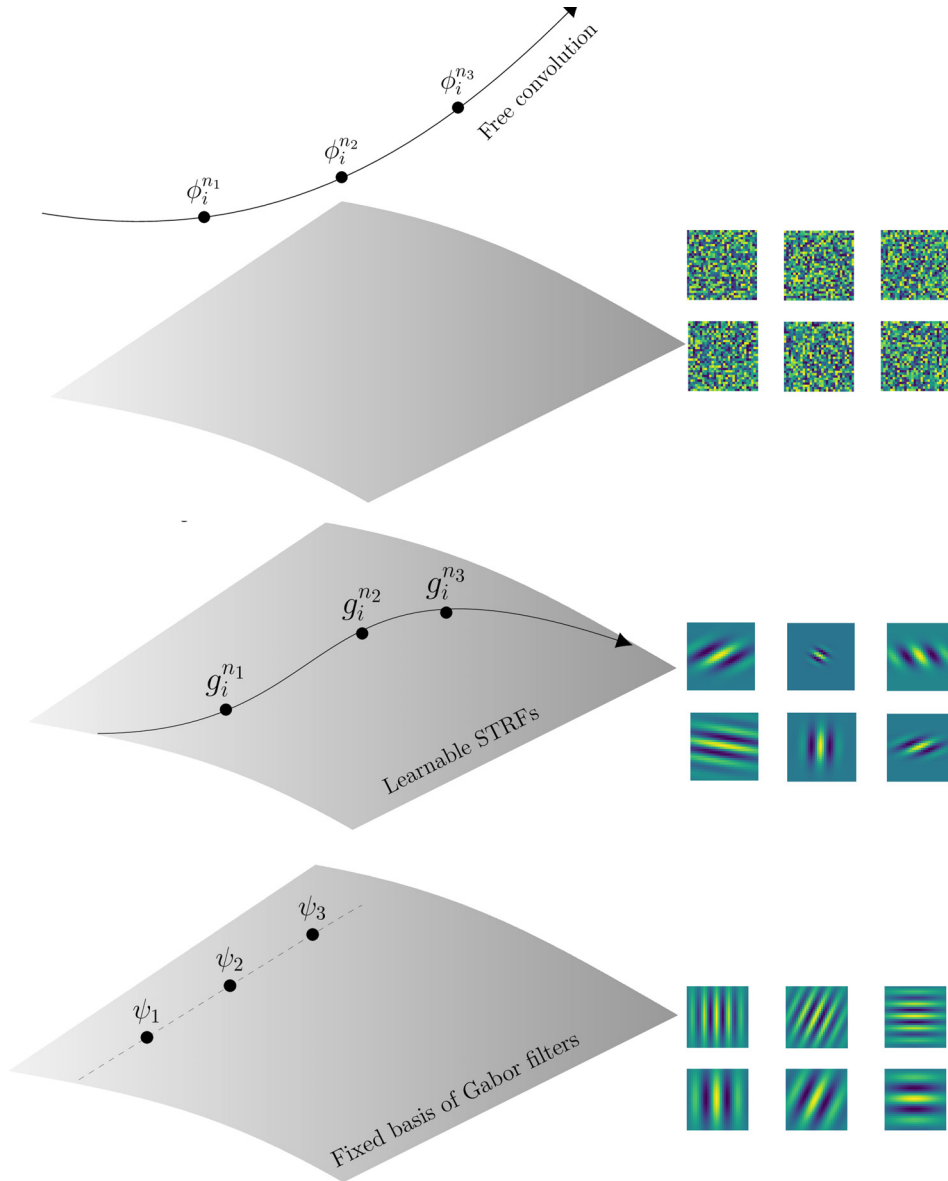 ϕ_i^{n_3}
Free convolution
ϕ_i^{n_2}
ϕ_i^{n_1}
g_i^{n_3}
g_i^{n_2}
g_i^{n_1}
Learnable STRFs
ψ_3
ψ_2
ψ_1
Fixed basis of Gabor filters